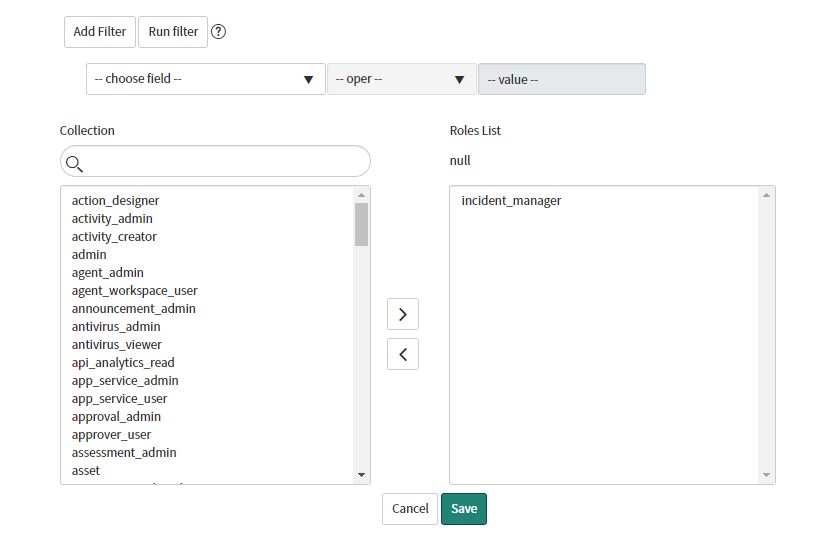 Add Filter Run filter ?
-- choose field -- -- oper -- -- value --
Collection
Roles List
null
action_designer
activity_admin
activity_creator
admin
agent_admin
agent_workspace_user
announcement_admin
antivirus_admin
antivirus_viewer
api_analytics_read
app_service_admin
app_service_user
approval_admin
approver_user
assessment_admin
asset
incident_manager
Cancel Save